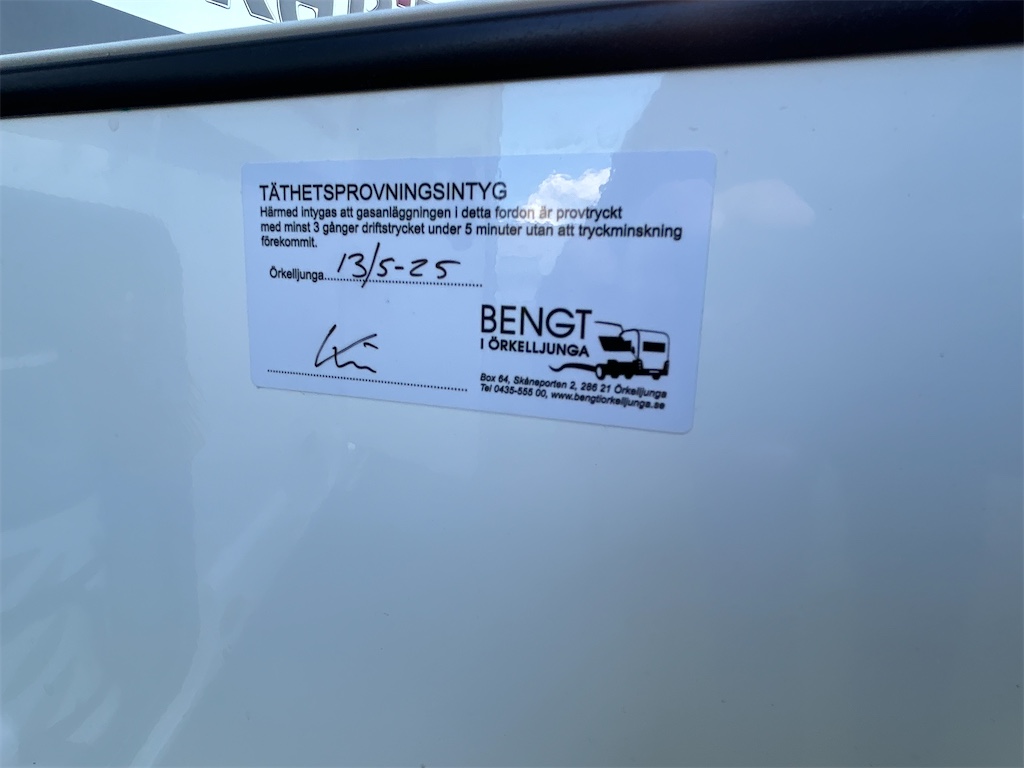 TÄTHETSPROVNINGSINTYG
Härmed intygas att gasanläggningen i detta fordon är provtryckt
med minst 3 gånger driftstrycket under 5 minuter utan att tryckminskning
förekommit.
Örkelljunga 13/5-25
BENGT
I ÖRKELLJUNGA
Box 64, Skåneporten 2, 286 21 Örkelljunga
Tel 0435-555 00, www.bengtiorkelljunga.se